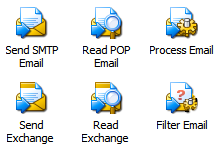 Send SMTP
Email
Read POP
Email
Process Email
Send
Exchange
Read
Exchange
Filter Email